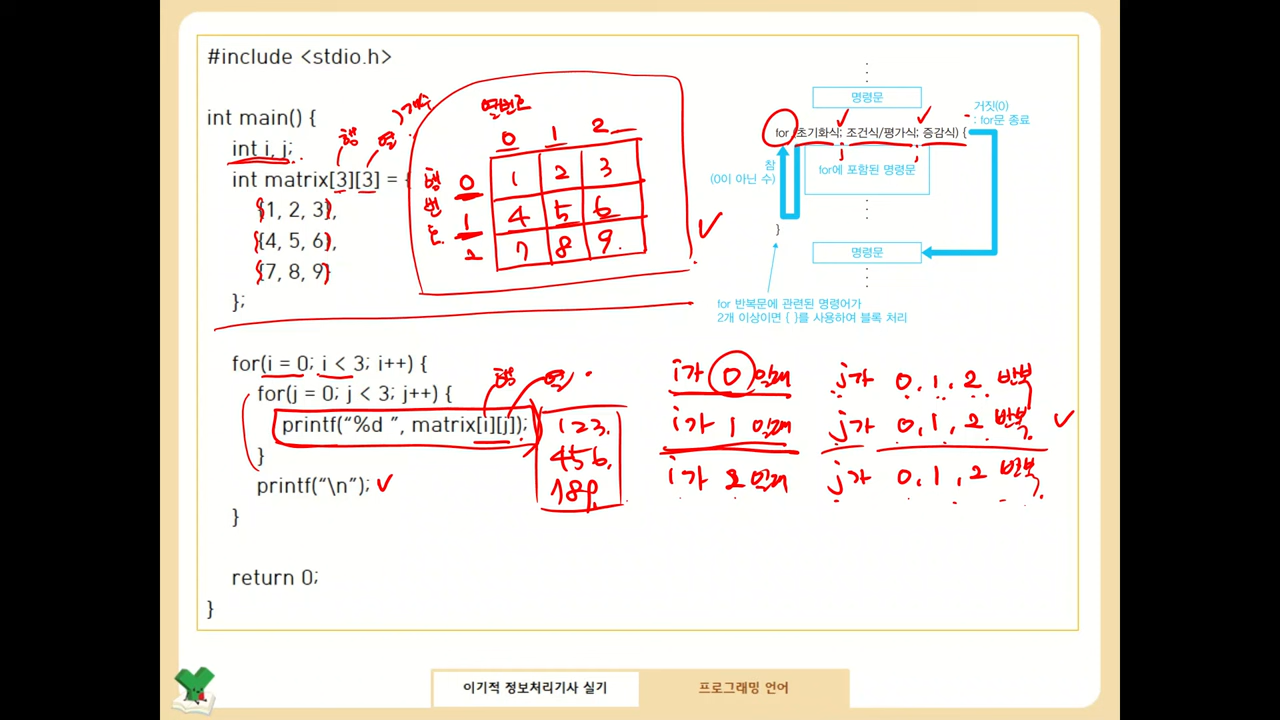 #include <stdio.h>
int main() {
int i, j;
int matrix[3][3] = {
{1, 2, 3},
{4, 5, 6},
{7, 8, 9}
};
행 열 개수
열번호
0 1 2
행번호
0 1 2 3
1 4 5 6
2 7 8 9
명령문
for (초기화식; 조건식/평가식; 증감식) {
거짓(0)
: for문 종료
참
(0이 아닌 수)
for에 포함된 명령문
}
명령문
for 반복문에 관련된 명령어가
2개 이상이면 { }를 사용하여 블록 처리
for(i = 0; i < 3; i++) {
for(j = 0; j < 3; j++) {
행 열
printf("%d ", matrix[i][j]);
}
printf("\n");
}
return 0;
}
1 2 3
4 5 6
7 8 9
i가 0 일때 j가 0, 1, 2 반복
i가 1 일때 j가 0, 1, 2 반복
i가 2 일때 j가 0, 1, 2 반복
이기적 정보처리기사 실기
프로그래밍 언어